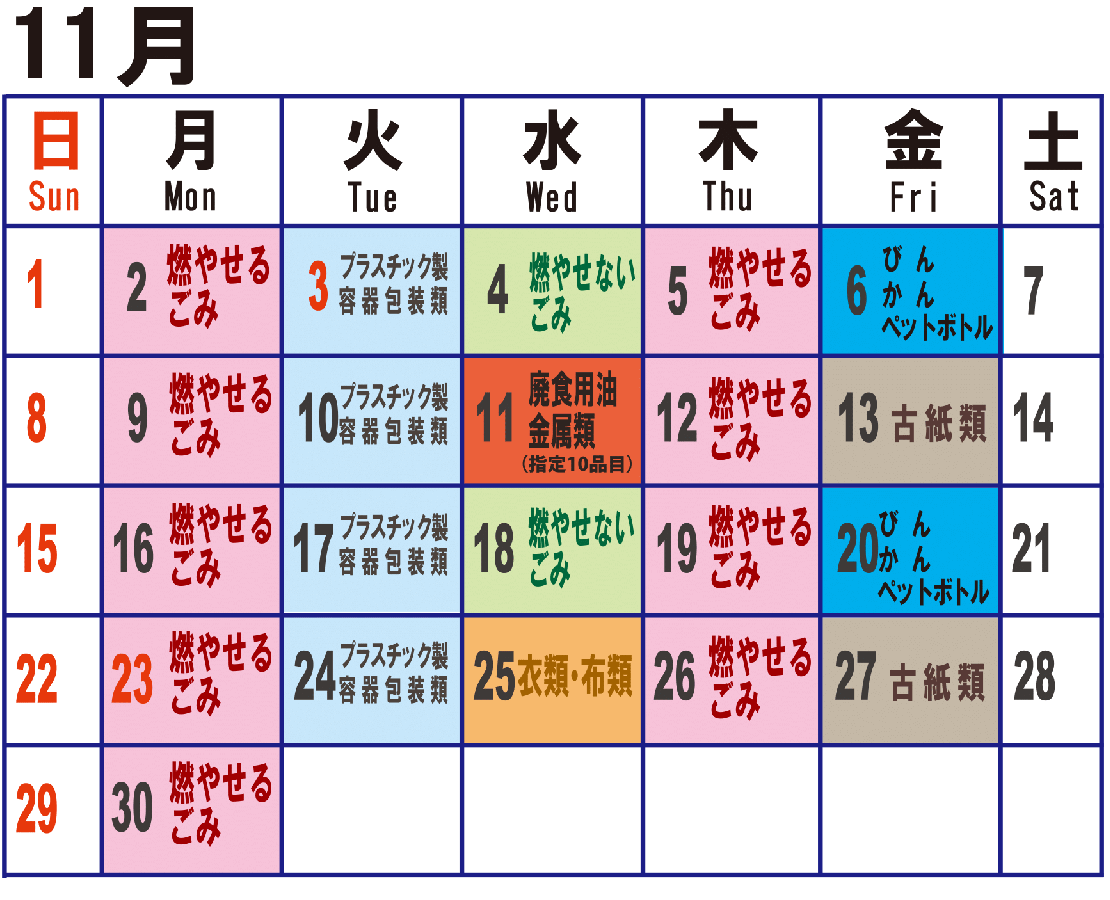 11月
日 月 火 水 木 金 土
Sun Mon Tue Wed Thu Fri Sat
1
2 燃やせる
ごみ
3 プラスチック製
容器包装類
4 燃やせない
ごみ
5 燃やせる
ごみ
6 びん
かん
ペットボトル
7
8
9 燃やせる
ごみ
10 プラスチック製
容器包装類
11 廃食用油
金属類
(指定10品目)
12 燃やせる
ごみ
13 古紙類
14
15
16 燃やせる
ごみ
17 プラスチック製
容器包装類
18 燃やせない
ごみ
19 燃やせる
ごみ
20 びん
かん
ペットボトル
21
22
23 燃やせる
ごみ
24 プラスチック製
容器包装類
25 衣類・布類
26 燃やせる
ごみ
27 古紙類
28
29
30 燃やせる
ごみ